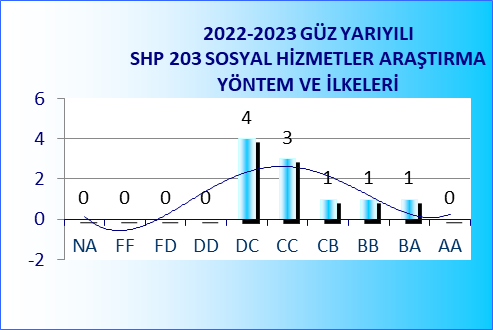 2022-2023 GÜZ YARIYILI
SHP 203 SOSYAL HİZMETLER ARAŞTIRMA
YÖNTEM VE İLKELERİ
6
4
2
0
-2
0 0 0 0 4 3 1 1 1 0
NA FF FD DD DC CC CB BB BA AA